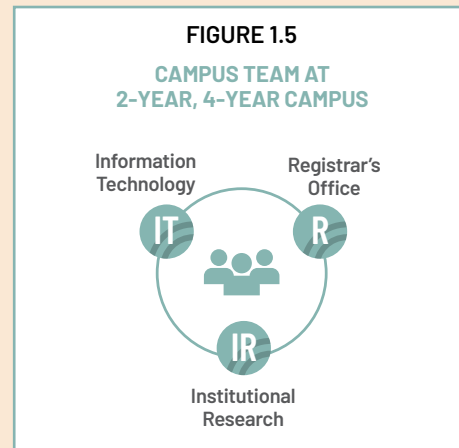 FIGURE 1.5
CAMPUS TEAM AT
2-YEAR, 4-YEAR CAMPUS
Information
Technology
Registrar's
Office
IT
R
IR
Institutional
Research